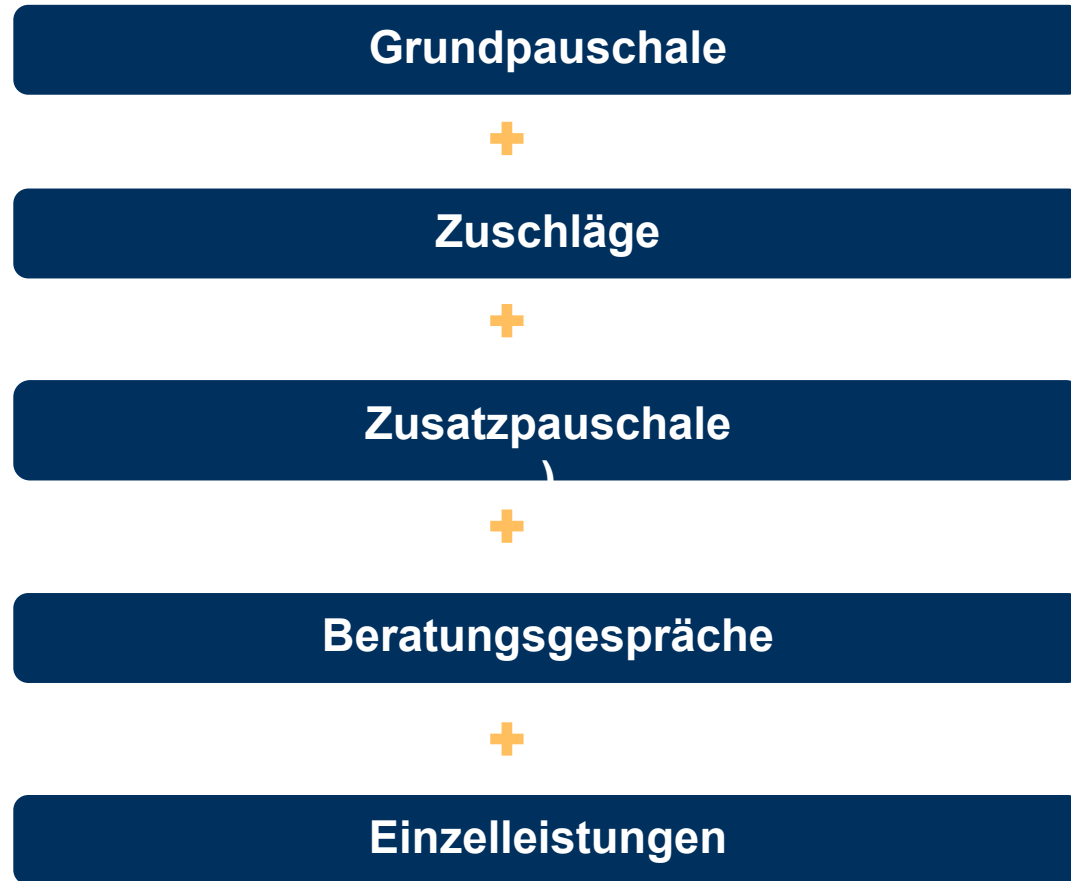 Grundpauschale
Zuschläge
Zusatzpauschale
)
Beratungsgespräche
Einzelleistungen